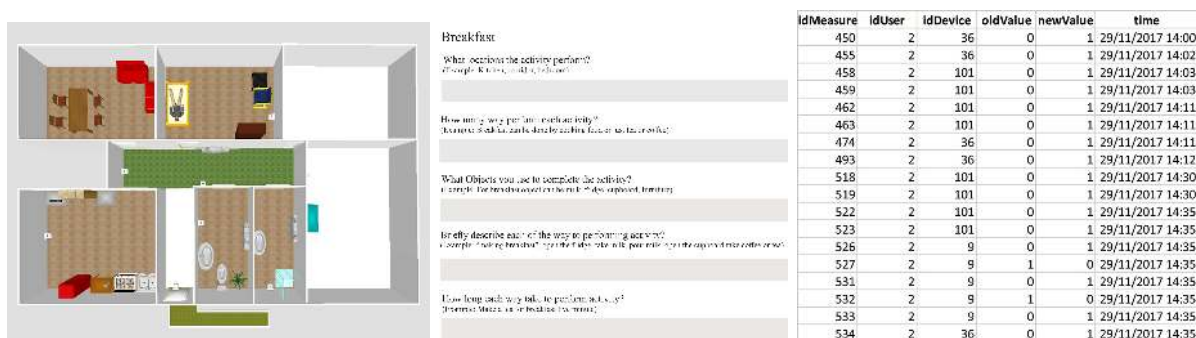 Breakfast
What locations the activity perform?
How many way perform each activity?
What Objects you use to complete the activity?
Briefly describe each of the way to performing activity?
How long each way take to perform activity?
idMeasure idUser idDevice oldValue newValue time
450 2 36 0 1 29/11/2017 14:00
455 2 36 0 1 29/11/2017 14:02
458 2 101 0 1 29/11/2017 14:03
459 2 101 0 1 29/11/2017 14:03
462 2 101 0 1 29/11/2017 14:11
463 2 101 0 1 29/11/2017 14:11
474 2 36 0 1 29/11/2017 14:11
493 2 36 0 1 29/11/2017 14:12
518 2 101 0 1 29/11/2017 14:30
519 2 101 0 1 29/11/2017 14:30
522 2 101 0 1 29/11/2017 14:35
523 2 101 0 1 29/11/2017 14:35
526 2 9 0 1 29/11/2017 14:35
527 2 9 1 0 29/11/2017 14:35
531 2 9 0 1 29/11/2017 14:35
532 2 9 1 0 29/11/2017 14:35
533 2 9 0 1 29/11/2017 14:35
534 2 36 0 1 29/11/2017 14:35